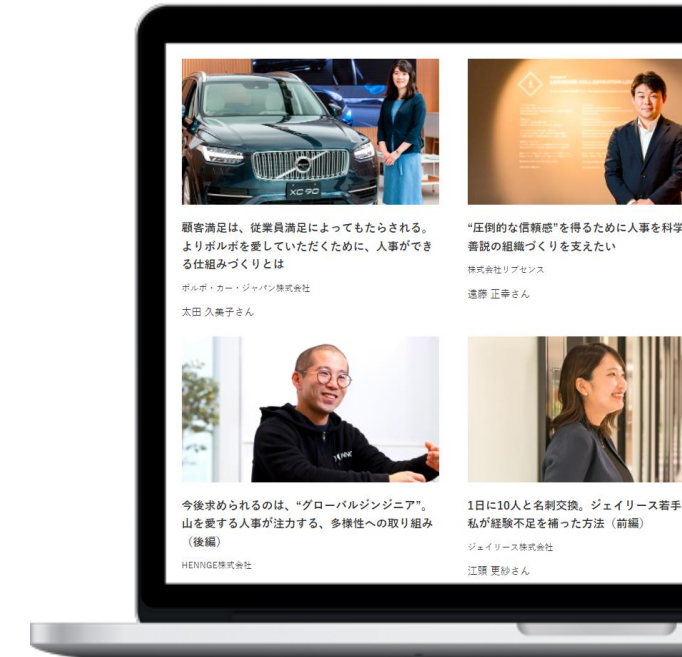 XC 90
顧客満足は、従業員満足によってもたらされる。
よりボルボを愛していただくために、人事ができ
る仕組みづくりとは
ボルボ・カー・ジャパン株式会社
太田 久美子さん
“圧倒的な信頼感”を得るために人事を科学
善説の組織づくりを支えたい
株式会社リブセンス
遠藤 正幸さん
今後求められるのは、“グローバルジンジニア”。
山を愛する人事が注力する、多様性への取り組み
（後編）
HENNGE株式会社
1日に10人と名刺交換。ジェイリース若手
私が経験不足を補った方法（前編）
ジェイリース株式会社
江頭 更紗さん